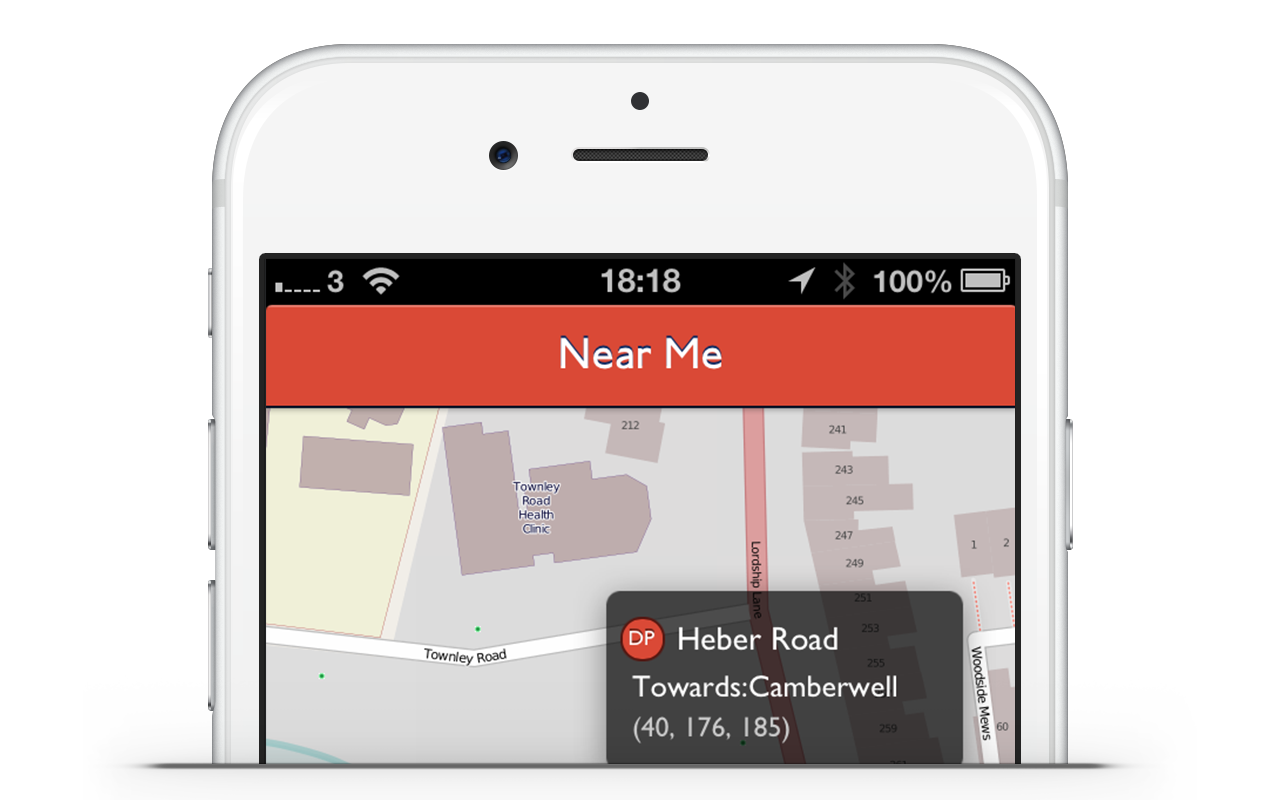 3 18:18 100%
Near Me
212
241
243
245
247
249
251
253
255
259
1 2
Townley
Road
Health
Clinic
Lordship Lane
Townley Road
DP Heber Road
Towards:Camberwell
(40, 176, 185)
Woodside Mews
60